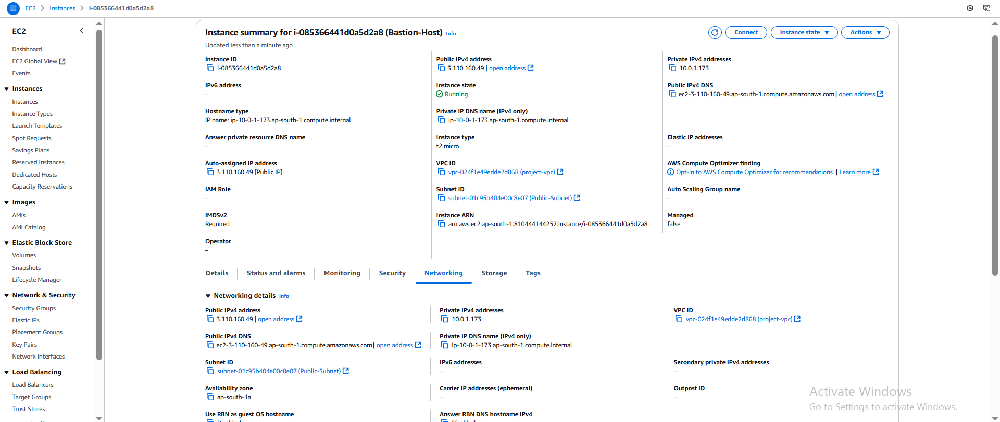 EC2 > Instances > i-085366441d0a5d2a8
EC2
Dashboard
EC2 Global View
Events
Instances
Instances
Instance Types
Launch Templates
Spot Requests
Savings Plans
Reserved Instances
Dedicated Hosts
Capacity Reservations
Images
AMIs
AMI Catalog
Elastic Block Store
Volumes
Snapshots
Lifecycle Manager
Network & Security
Security Groups
Elastic IPs
Placement Groups
Key Pairs
Network Interfaces
Load Balancing
Load Balancers
Target Groups
Trust Stores
Instance summary for i-085366441d0a5d2a8 (Bastion-Host) Info
Updated less than a minute ago
Connect
Instance state
Actions
Instance ID
i-085366441d0a5d2a8
Public IPv4 address
3.110.160.49 | open address
Private IPv4 addresses
10.0.1.173
IPv6 address
–
Instance state
Running
Public IPv4 DNS
ec2-3-110-160-49.ap-south-1.compute.amazonaws.com | open address
Hostname type
IP name: ip-10-0-1-173.ap-south-1.compute.internal
Private IP DNS name (IPv4 only)
ip-10-0-1-173.ap-south-1.compute.internal
Answer private resource DNS name
–
Instance type
t2.micro
Elastic IP addresses
–
Auto-assigned IP address
3.110.160.49 [Public IP]
VPC ID
vpc-024f1e49edde2d868 (project-vpc)
AWS Compute Optimizer finding
Opt-in to AWS Compute Optimizer for recommendations. | Learn more
IAM Role
–
Subnet ID
subnet-01c95b404e00c8e07 (Public-Subnet)
Auto Scaling Group name
–
IMDSv2
Required
Instance ARN
arn:aws:ec2:ap-south-1:810444144252:instance/i-085366441d0a5d2a8
Managed
false
Operator
–
Details
Status and alarms
Monitoring
Security
Networking
Storage
Tags
Networking details Info
Public IPv4 address
3.110.160.49 | open address
Private IPv4 addresses
10.0.1.173
VPC ID
vpc-024f1e49edde2d868 (project-vpc)
Public IPv4 DNS
ec2-3-110-160-49.ap-south-1.compute.amazonaws.com | open address
Private IP DNS name (IPv4 only)
ip-10-0-1-173.ap-south-1.compute.internal
Subnet ID
subnet-01c95b404e00c8e07 (Public-Subnet)
IPv6 addresses
–
Secondary private IPv4 addresses
–
Availability zone
ap-south-1a
Carrier IP addresses (ephemeral)
–
Outpost ID
–
Use RBN as guest OS hostname
Answer RBN DNS hostname IPv4
Activate Windows
Go to Settings to activate Windows.